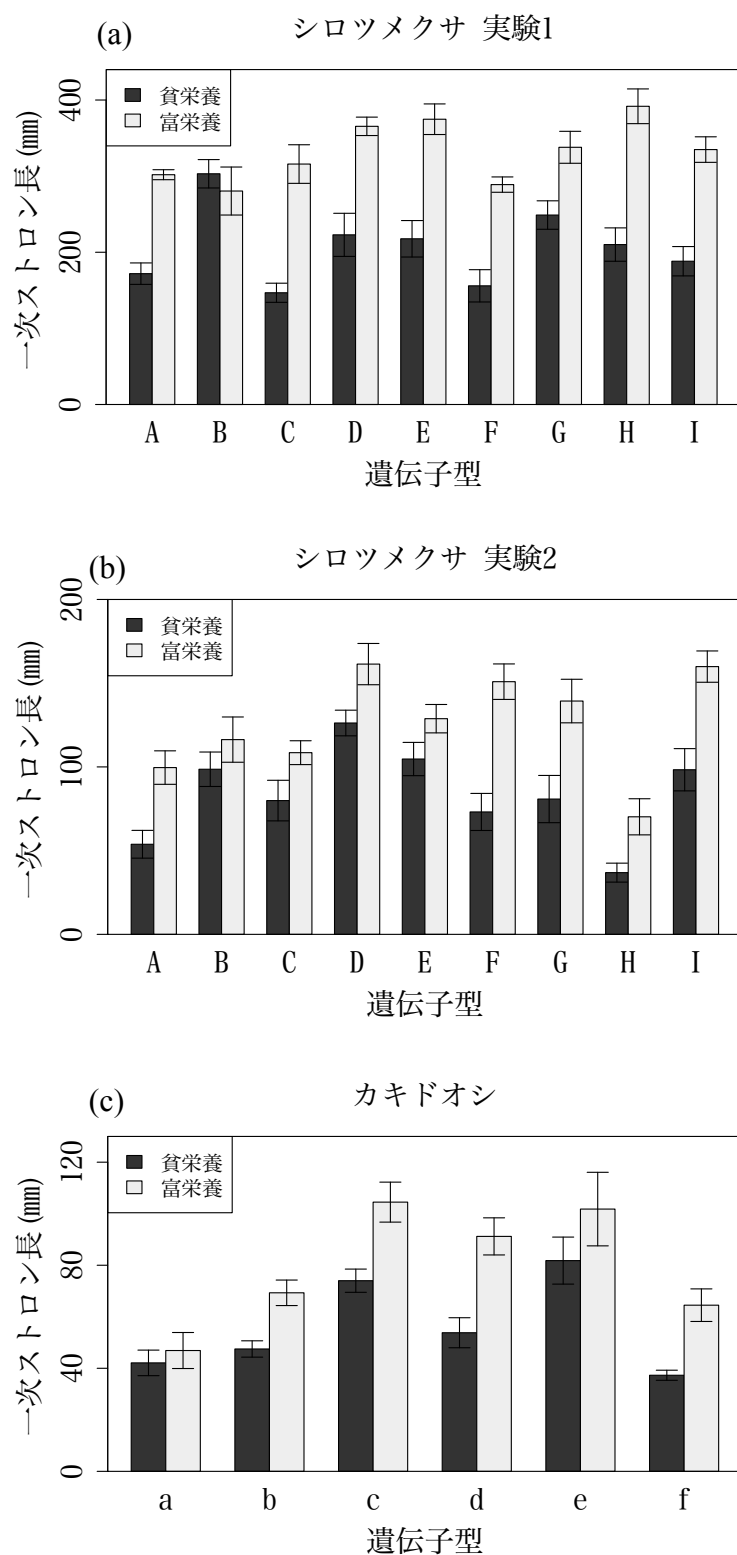 (a) シロツメクサ 実験1
貧栄養
富栄養
一次ストロン長 (mm)
400
200
0
A B C D E F G H I
遺伝子型
(b) シロツメクサ 実験2
貧栄養
富栄養
一次ストロン長 (mm)
200
100
0
A B C D E F G H I
遺伝子型
(c) カキドオシ
貧栄養
富栄養
一次ストロン長 (mm)
120
80
40
0
a b c d e f
遺伝子型